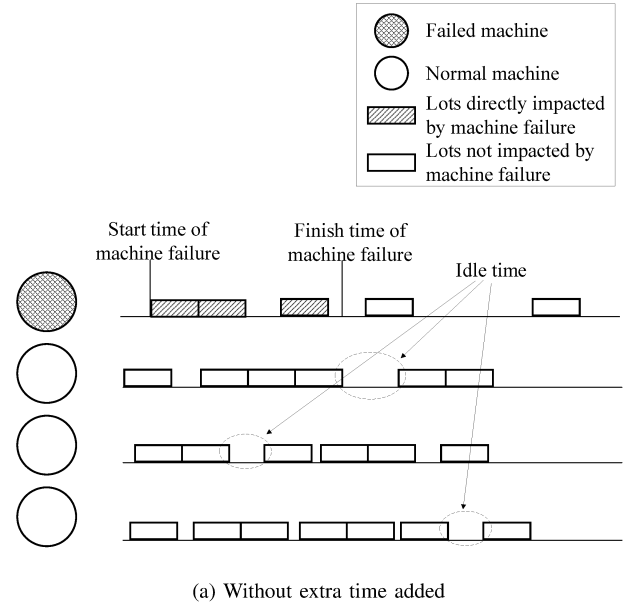 Failed machine
Normal machine
Lots directly impacted
by machine failure
Lots not impacted by
machine failure
Start time of
machine failure
Finish time of
machine failure
Idle time
(a) Without extra time added